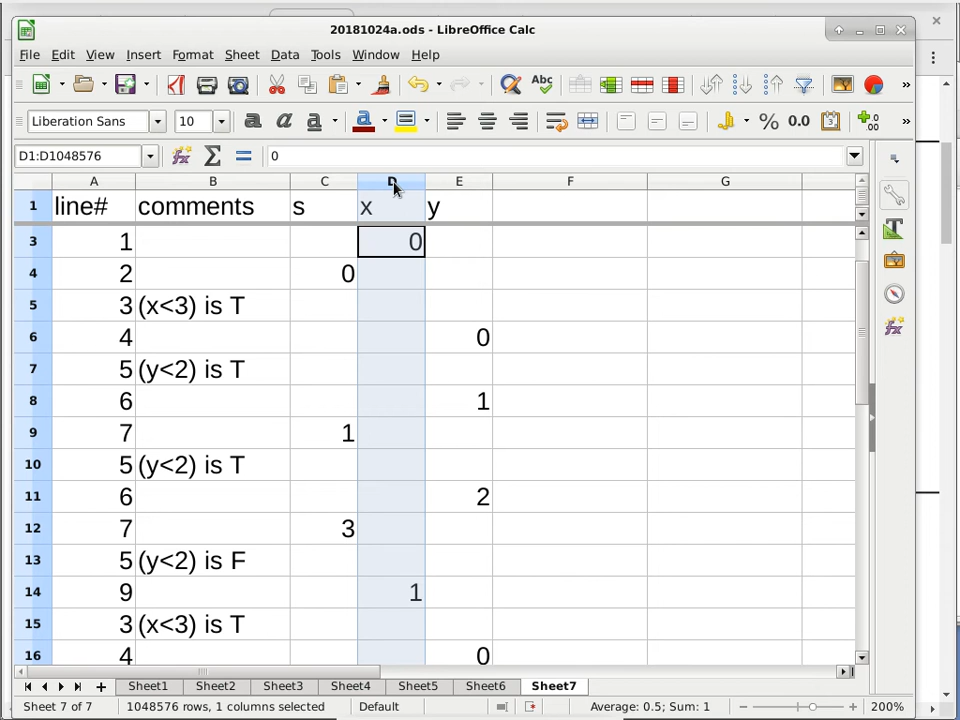 20181024a.ods - LibreOffice Calc
File Edit View Insert Format Sheet Data Tools Window Help
Abc
»
Liberation Sans 10 a a a % 0.0 .00 »
D1:D1048576 0
A B C D E F G
1 line# comments s x y
3 1 0
4 2 0
5 3 (x<3) is T
6 4 0
7 5 (y<2) is T
8 6 1
9 7 1
10 5 (y<2) is T
11 6 2
12 7 3
13 5 (y<2) is F
14 9 1
15 3 (x<3) is T
16 4 0
Sheet1 Sheet2 Sheet3 Sheet4 Sheet5 Sheet6 Sheet7
Sheet 7 of 7 1048576 rows, 1 columns selected Default Average: 0.5; Sum: 1 200%